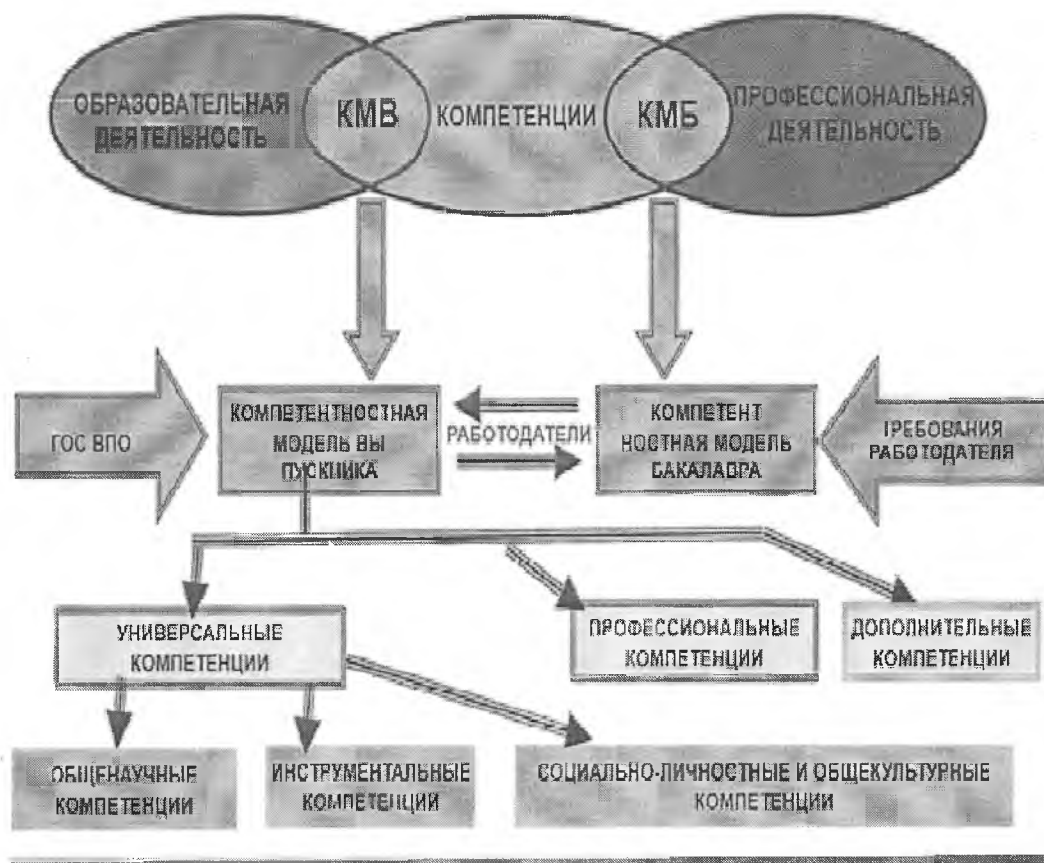 ОБРАЗОВАТЕЛЬНАЯ
ДЕЯТЕЛЬНОСТЬ
КМВ
КОМПЕТЕНЦИИ
КМБ
ПРОФЕССИОНАЛЬНАЯ
ДЕЯТЕЛЬНОСТЬ
ГОС ВПО
КОМПЕТЕНТНОСТНАЯ
МОДЕЛЬ ВЫ
ПУСКНИКА
РАБОТОДАТЕЛИ
КОМПЕТЕНТ
НОСТНАЯ МОДЕЛЬ
БАКАЛАВРА
ТРЕБОВАНИЯ
РАБОТОДАТЕЛЯ
УНИВЕРСАЛЬНЫЕ
КОМПЕТЕНЦИИ
ПРОФЕССИОНАЛЬНЫЕ
КОМПЕТЕНЦИИ
ДОПОЛНИТЕЛЬНЫЕ
КОМПЕТЕНЦИИ
ОБЩЕНАУЧНЫЕ
КОМПЕТЕНЦИИ
ИНСТРУМЕНТАЛЬНЫЕ
КОМПЕТЕНЦИИ
СОЦИАЛЬНО-ЛИЧНОСТНЫЕ И ОБЩЕКУЛЬТУРНЫЕ
КОМПЕТЕНЦИИ